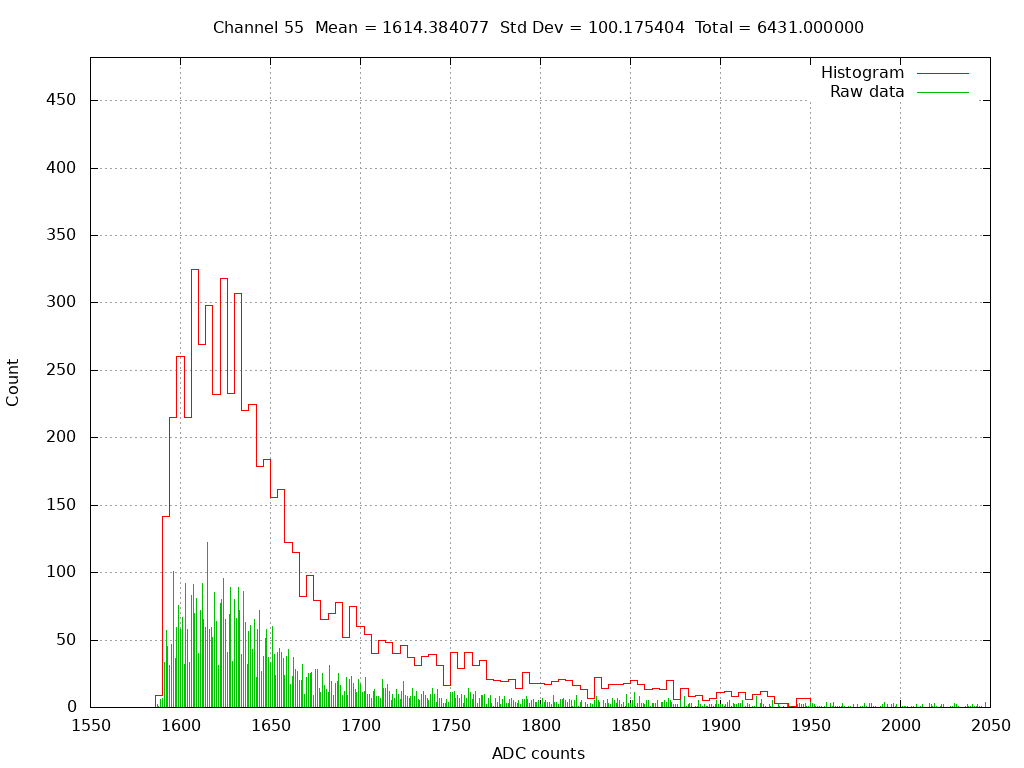 Channel 55  Mean = 1614.384077  Std Dev = 100.175404  Total = 6431.000000
Histogram
Raw data
450
400
350
300
250
200
150
100
50
0
Count
1550 1600 1650 1700 1750 1800 1850 1900 1950 2000 2050
ADC counts